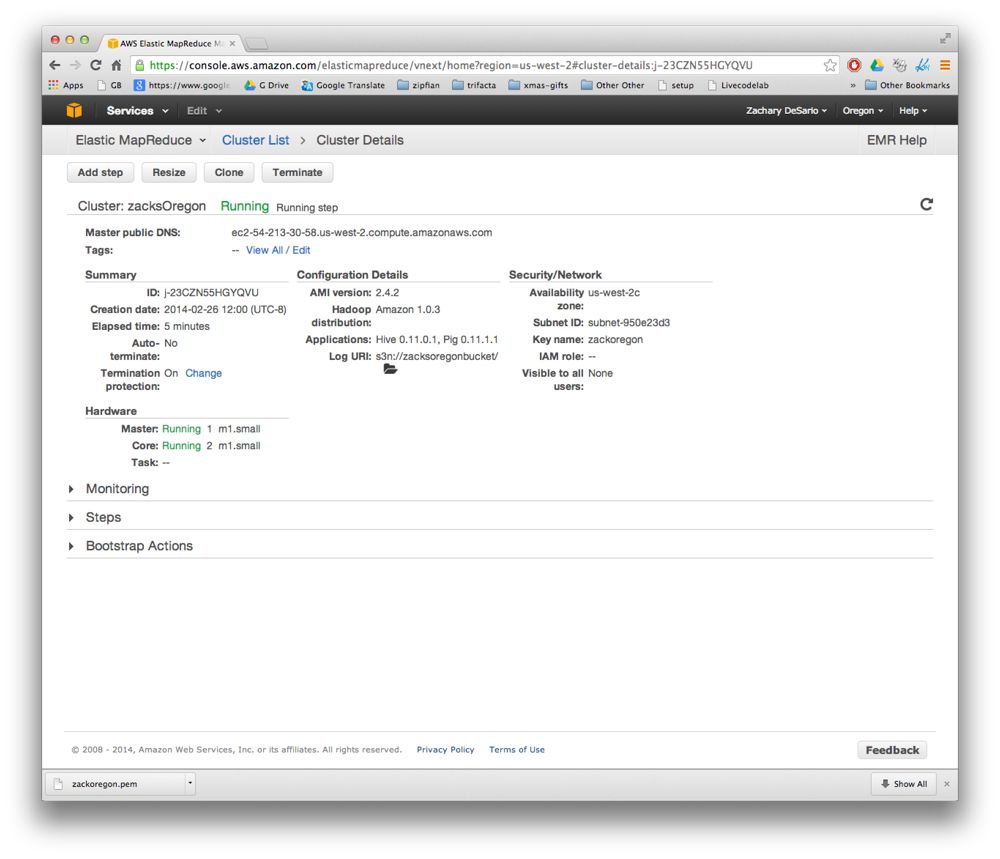 AWS Elastic MapReduce Ma
https://console.aws.amazon.com/elasticmapreduce/vnext/home?region=us-west-2#cluster-details:j-23CZN55HGYQVU
Apps GB https://www.google. G Drive Google Translate zipfian trifacta xmas-gifts Other Other setup Livecodelab » Other Bookmarks
Services Edit Zachary DeSario Oregon Help
Elastic MapReduce Cluster List > Cluster Details EMR Help
Add step Resize Clone Terminate
Cluster: zacksOregon Running Running step
Master public DNS: ec2-54-213-30-58.us-west-2.compute.amazonaws.com
Tags: -- View All / Edit
Summary
ID: j-23CZN55HGYQVU
Creation date: 2014-02-26 12:00 (UTC-8)
Elapsed time: 5 minutes
Auto- No
terminate:
Termination On Change
protection:
Configuration Details
AMI version: 2.4.2
Hadoop Amazon 1.0.3
distribution:
Applications: Hive 0.11.0.1, Pig 0.11.1.1
Log URI: s3n://zacksoregonbucket/
Security/Network
Availability us-west-2c
zone:
Subnet ID: subnet-950e23d3
Key name: zackoregon
IAM role: --
Visible to all None
users:
Hardware
Master: Running 1 m1.small
Core: Running 2 m1.small
Task: --
Monitoring
Steps
Bootstrap Actions
© 2008 - 2014, Amazon Web Services, Inc. or its affiliates. All rights reserved. Privacy Policy Terms of Use Feedback
zackoregon.pem Show All